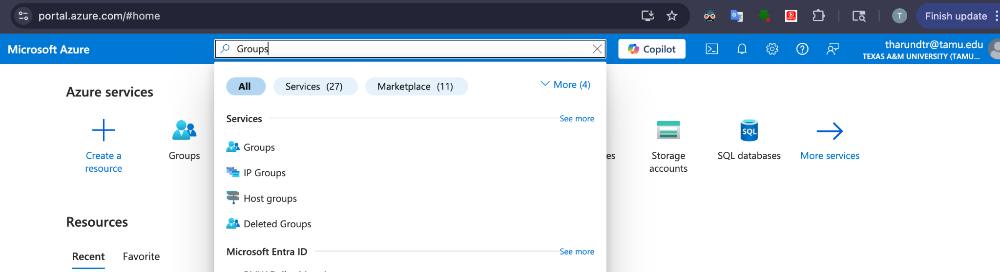 portal.azure.com/#home
T
Finish update
Microsoft Azure
Groups
Copilot
tharundtr@tamu.edu
TEXAS A&M UNIVERSITY (TAMU...
All
Services (27)
Marketplace (11)
More (4)
Azure services
Services
See more
Create a
resource
Groups
Groups
IP Groups
Host groups
Deleted Groups
Storage
accounts
SQL
SQL databases
More services
Resources
Microsoft Entra ID
See more
Recent
Favorite